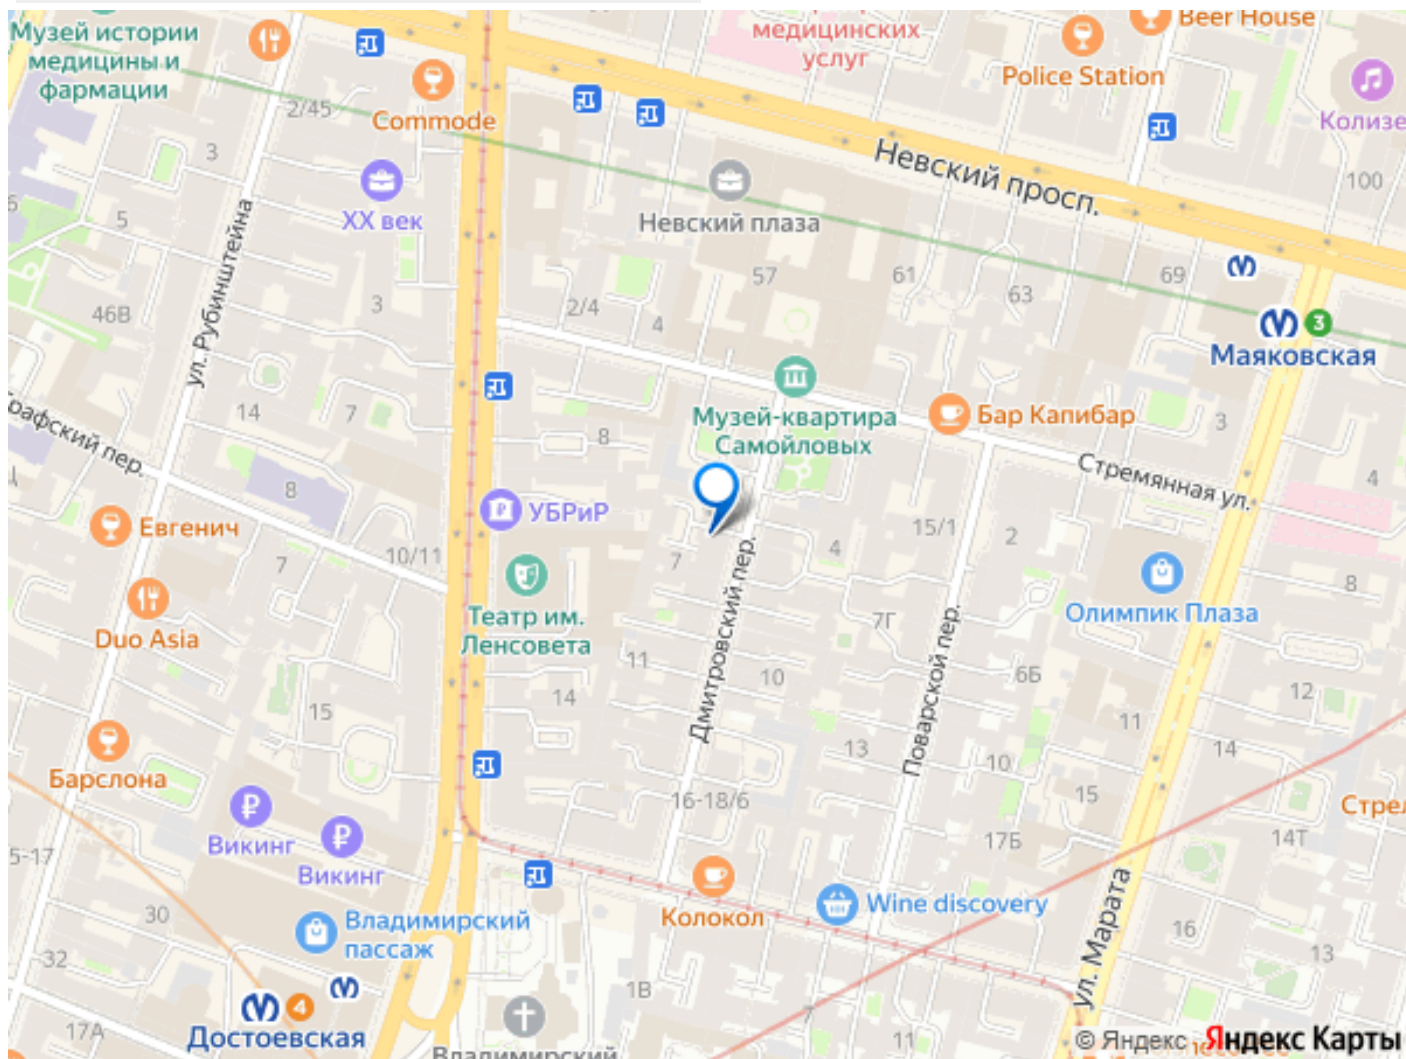 Музей истории
медицины и
фармации
медицинских
услуг
Beer House
Police Station
Колизе
Commode
2/45
3
5
XX век
Невский плаза
Невский просп.
100
ул. Рубинштейна
46В
3
2/4
4
57
61
63
69
3
Маяковская
14
7
8
Музей-квартира
Самойловых
Бар Капибар
3
4
Стремянная ул.
рафский пер.
8
Евгенич
УБРиР
10/11
7
7
4
15/1
2
8
Олимпик Плаза
Duo Asia
Театр им.
Ленсовета
Дмитровский пер.
7Г
Поварской пер.
11
14
10
6Б
12
15
13
11
14
10
15
Барслона
16-18/6
17Б
14Т
Стре
Викинг
Викинг
5-17
30
32
Владимирский
пассаж
Колокол
Wine discovery
ул. Марата
16
13
4
Достоевская
17А
1В
7
11
Владимирский
© Яндекс Яндекс Карты